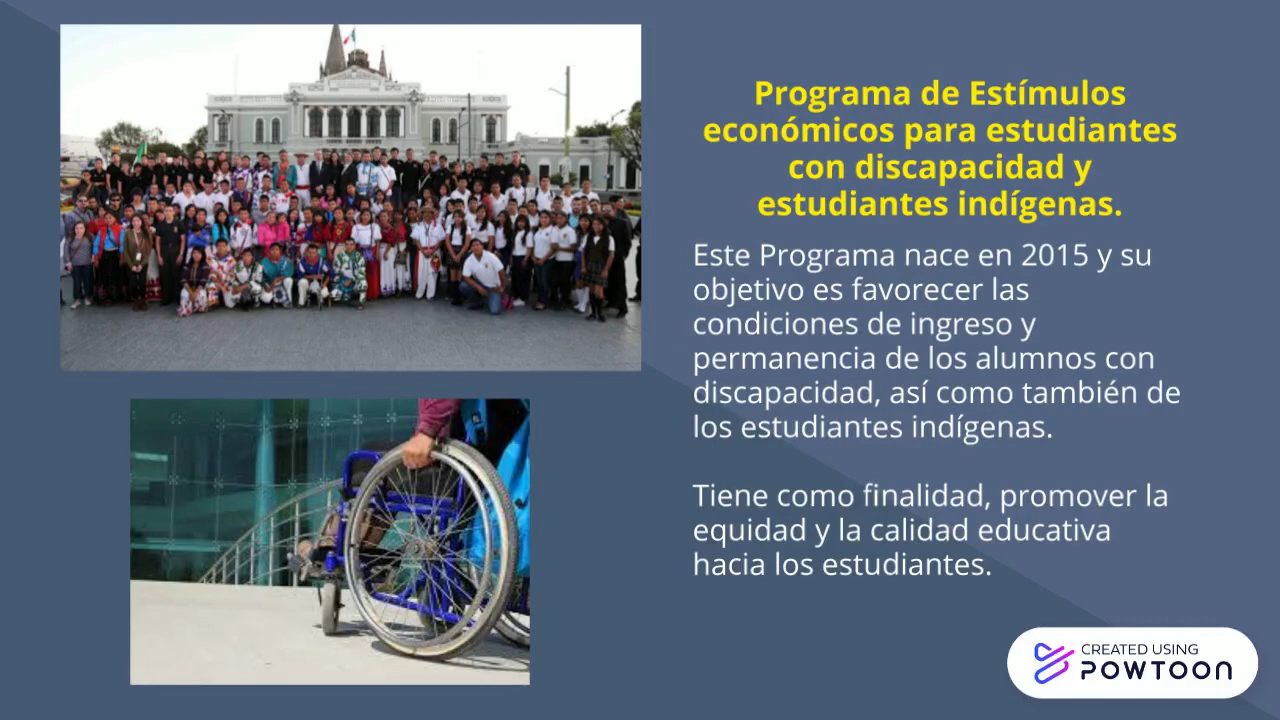 Programa de Estímulos
económicos para estudiantes
con discapacidad y
estudiantes indígenas.
Este Programa nace en 2015 y su
objetivo es favorecer las
condiciones de ingreso y
permanencia de los alumnos con
discapacidad, así como también de
los estudiantes indígenas.
Tiene como finalidad, promover la
equidad y la calidad educativa
hacia los estudiantes.
CREATED USING
POWTOON